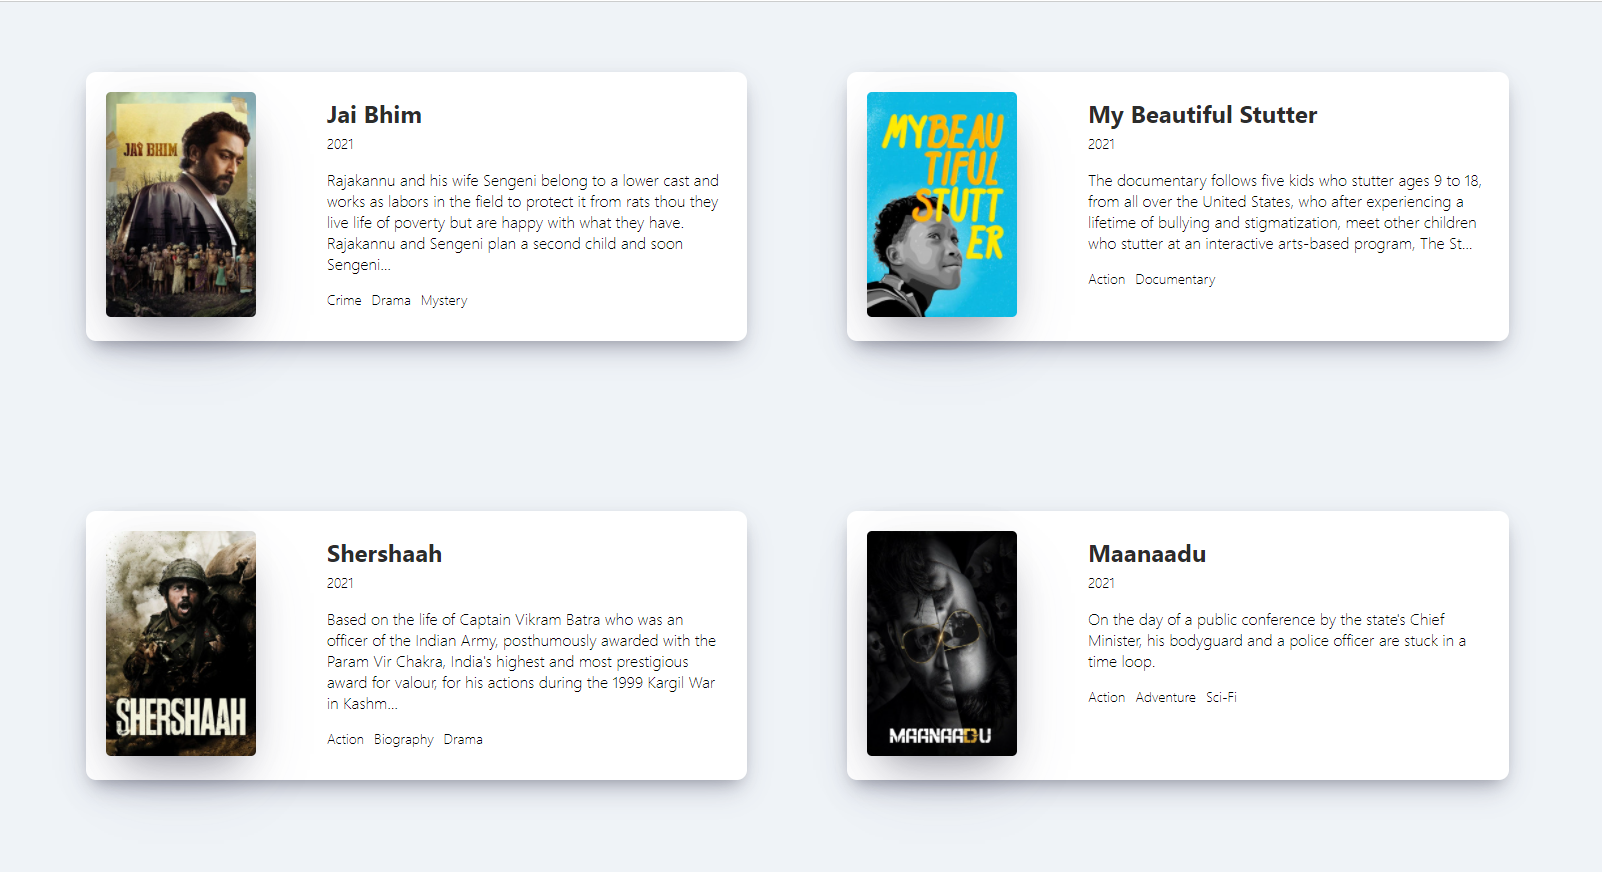 JAI BHIM
Jai Bhim
2021
Rajakannu and his wife Sengeni belong to a lower cast and
works as labors in the field to protect it from rats thou they
live life of poverty but are happy with what they have.
Rajakannu and Sengeni plan a second child and soon
Sengeni...
Crime Drama Mystery
MY BEAU
TIFUL
STUTT
ER
My Beautiful Stutter
2021
The documentary follows five kids who stutter ages 9 to 18,
from all over the United States, who after experiencing a
lifetime of bullying and stigmatization, meet other children
who stutter at an interactive arts-based program, The St...
Action Documentary
SHERSHAAH
Shershaah
2021
Based on the life of Captain Vikram Batra who was an
officer of the Indian Army, posthumously awarded with the
Param Vir Chakra, India's highest and most prestigious
award for valour, for his actions during the 1999 Kargil War
in Kashm...
Action Biography Drama
MAANAADU
Maanaadu
2021
On the day of a public conference by the state's Chief
Minister, his bodyguard and a police officer are stuck in a
time loop.
Action Adventure Sci-Fi